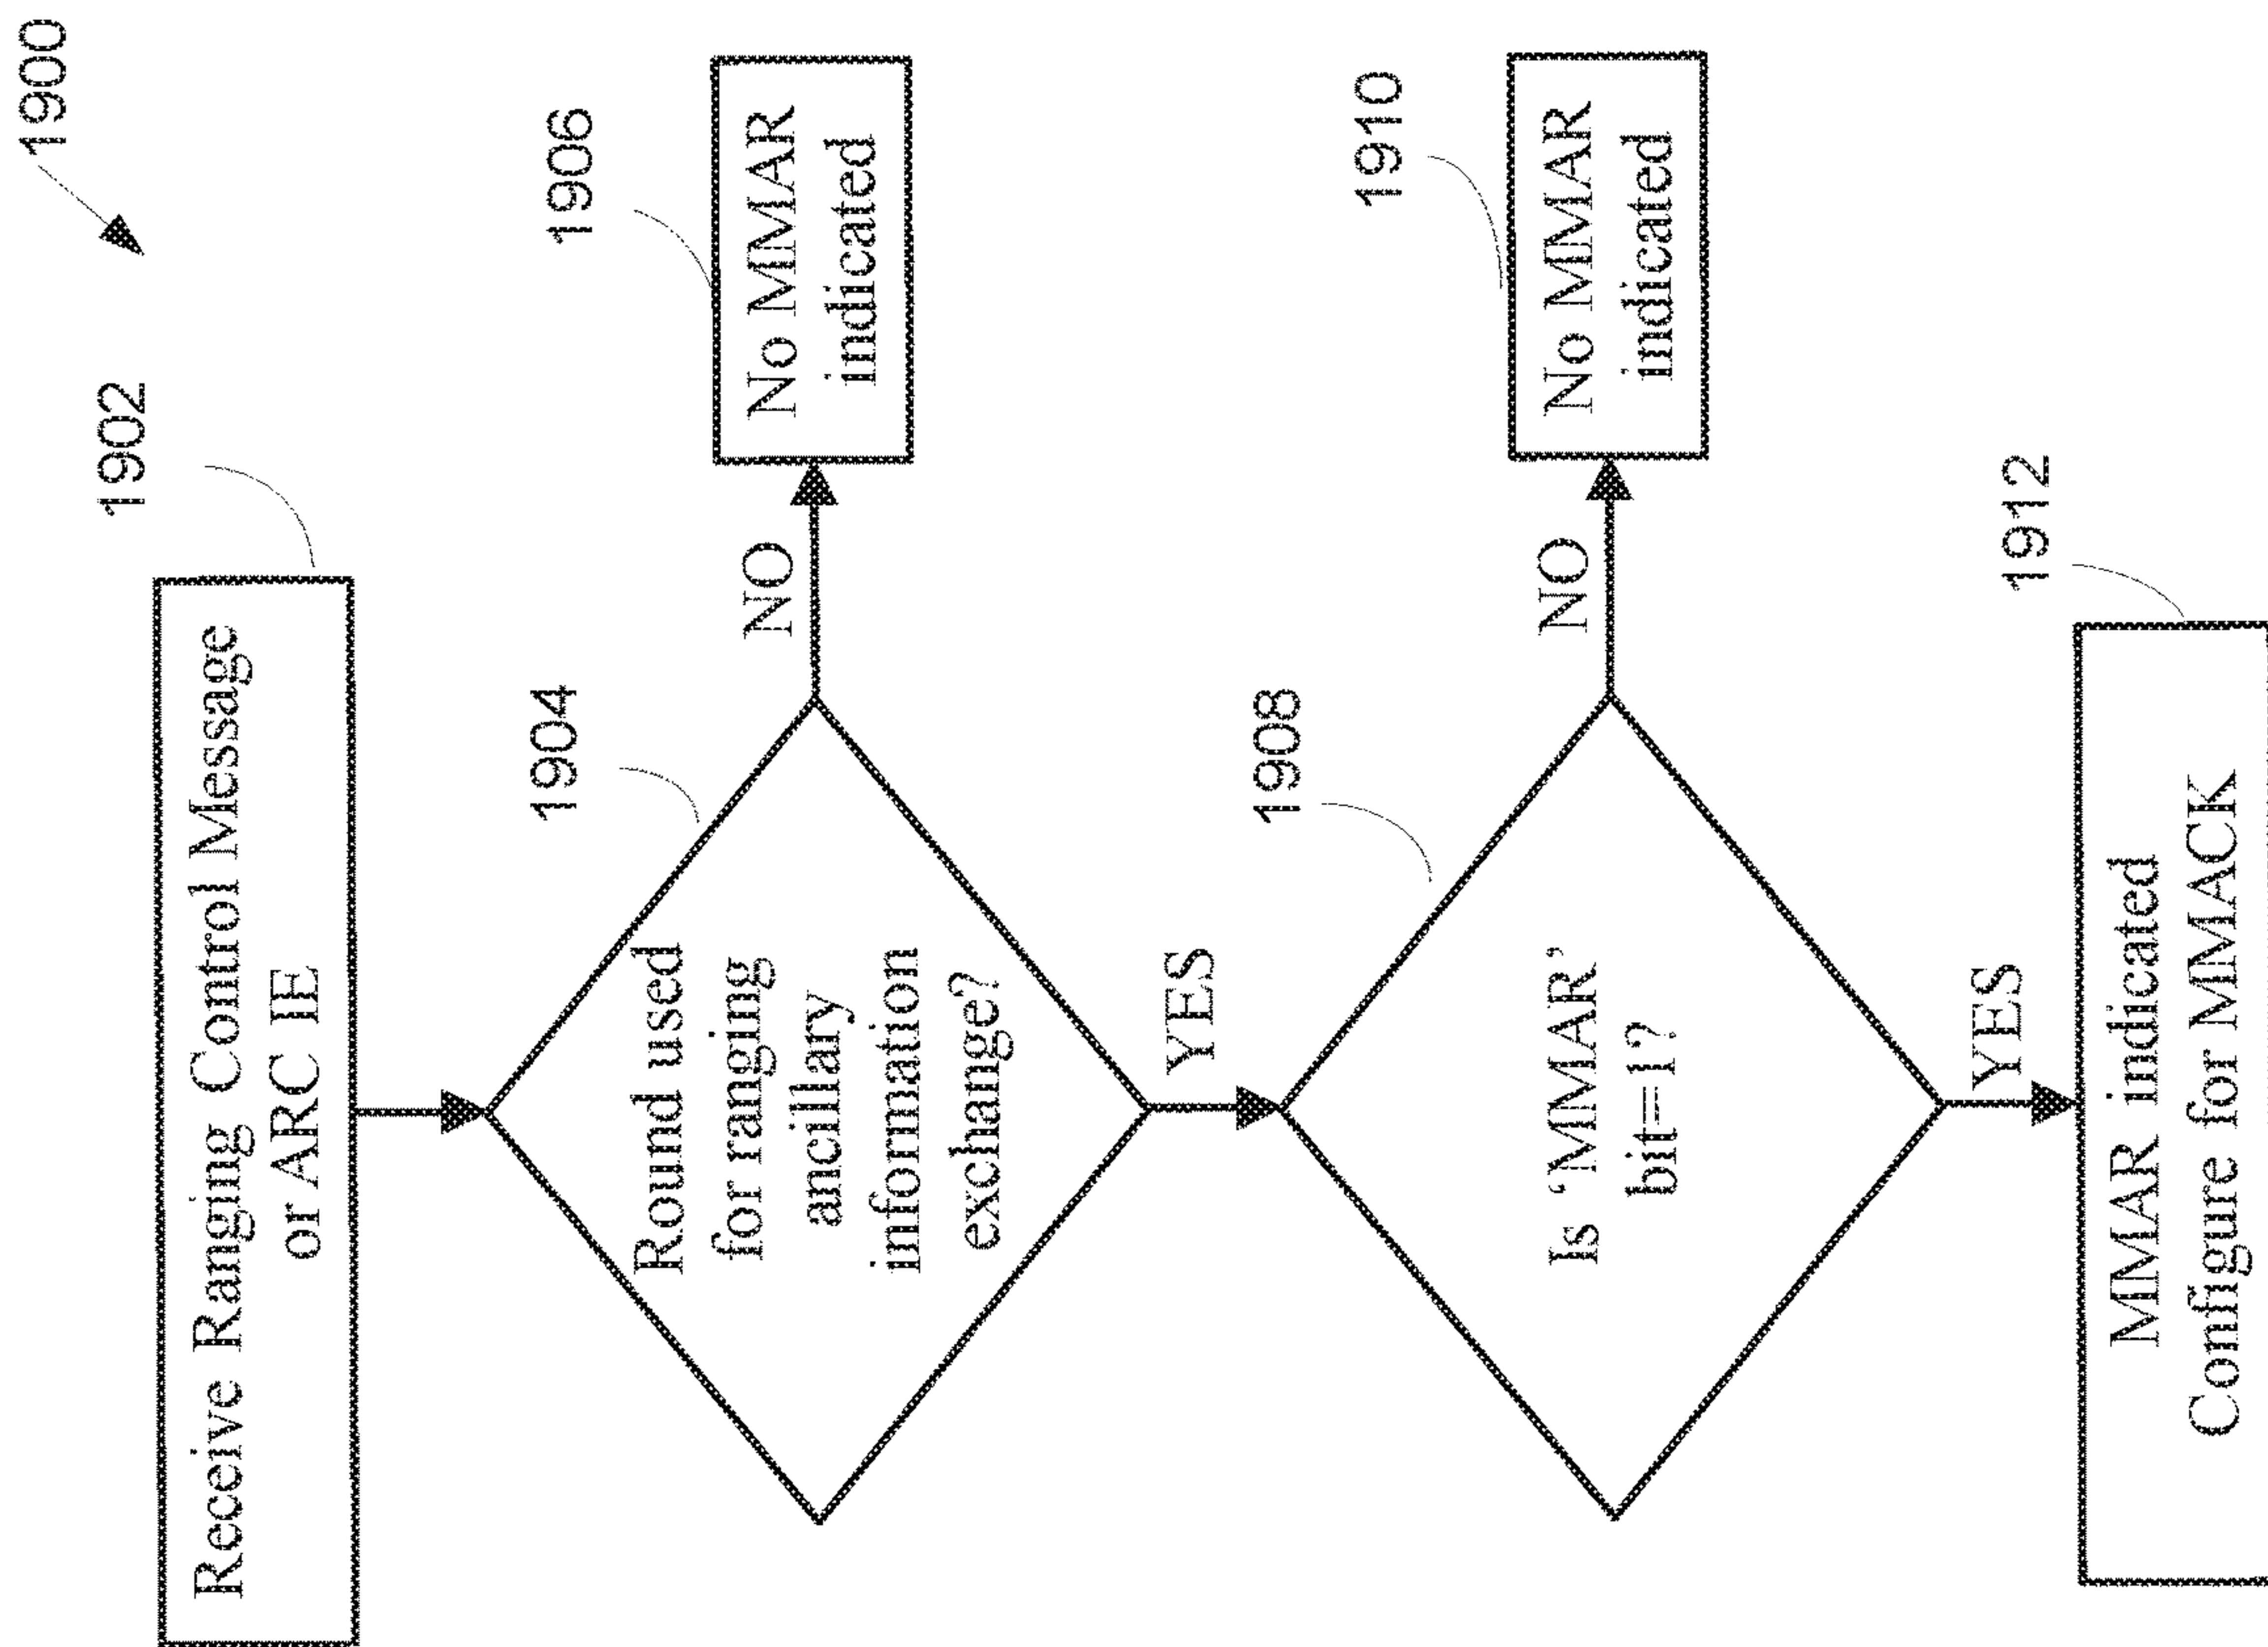 1900
1902
Receive Ranging Control Message
or ARC IE
1904
Round used
for ranging
ancillary
information
exchange?
NO
1906
No MMAR
indicated
YES
1908
Is ‘MMAR’
bit==1?
NO
1910
No MMAR
indicated
YES
1912
MMAR indicated
Configure for MMACK